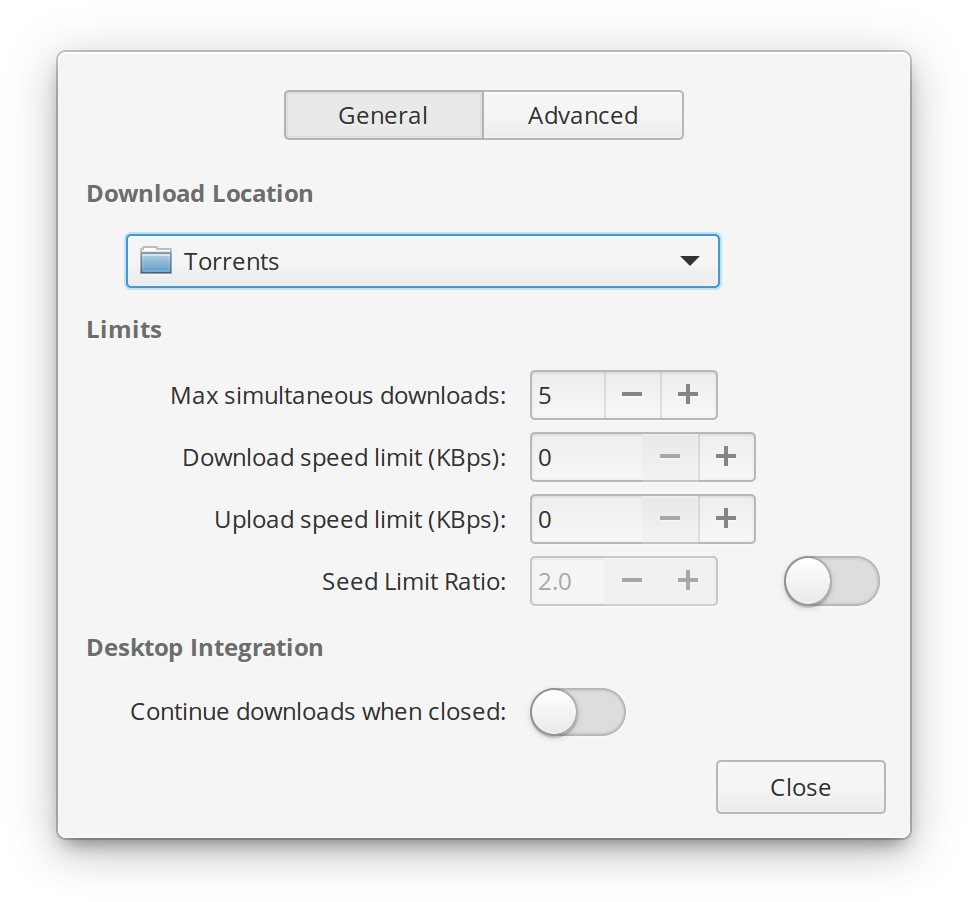 General Advanced
Download Location
Torrents
Limits
Max simultaneous downloads: 5 − +
Download speed limit (KBps): 0 − +
Upload speed limit (KBps): 0 − +
Seed Limit Ratio: 2.0 − +
Desktop Integration
Continue downloads when closed:
Close